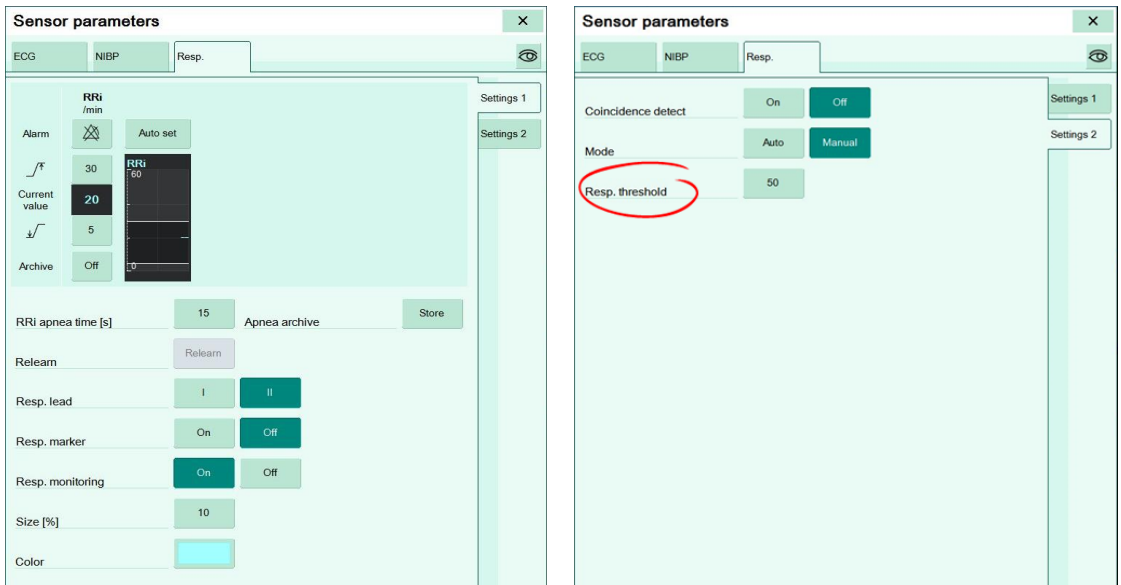 Sensor parameters ×
ECG NIBP Resp.
Settings 1
Settings 2
RRi
/min
Alarm Auto set
30
Current value 20
5
Archive Off
RRi
60
0
RRi apnea time [s] 15 Apnea archive Store
Relearn Relearn
Resp. lead I II
Resp. marker On Off
Resp. monitoring On Off
Size [%] 10
Color
Sensor parameters ×
ECG NIBP Resp.
Settings 1
Settings 2
Coincidence detect On Off
Mode Auto Manual
Resp. threshold 50